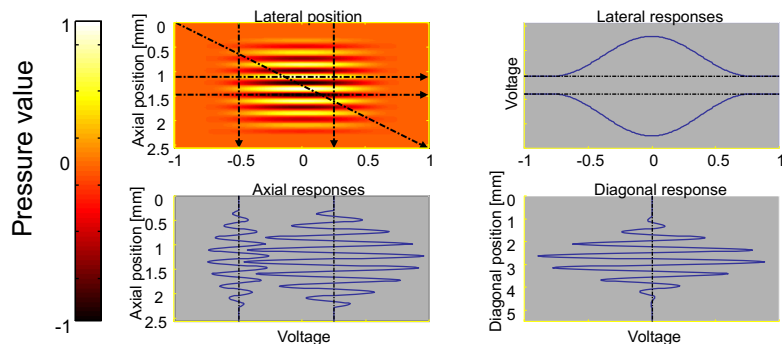 Pressure value
1
0
-1
Lateral position
Axial position [mm]
0
0.5
1
1.5
2
2.5
-1 -0.5 0 0.5 1
Lateral responses
Voltage
-1 -0.5 0 0.5 1
Axial responses
Axial position [mm]
0
0.5
1
1.5
2
2.5
Voltage
Diagonal response
Diagonal position [mm]
0
1
2
3
4
5
Voltage